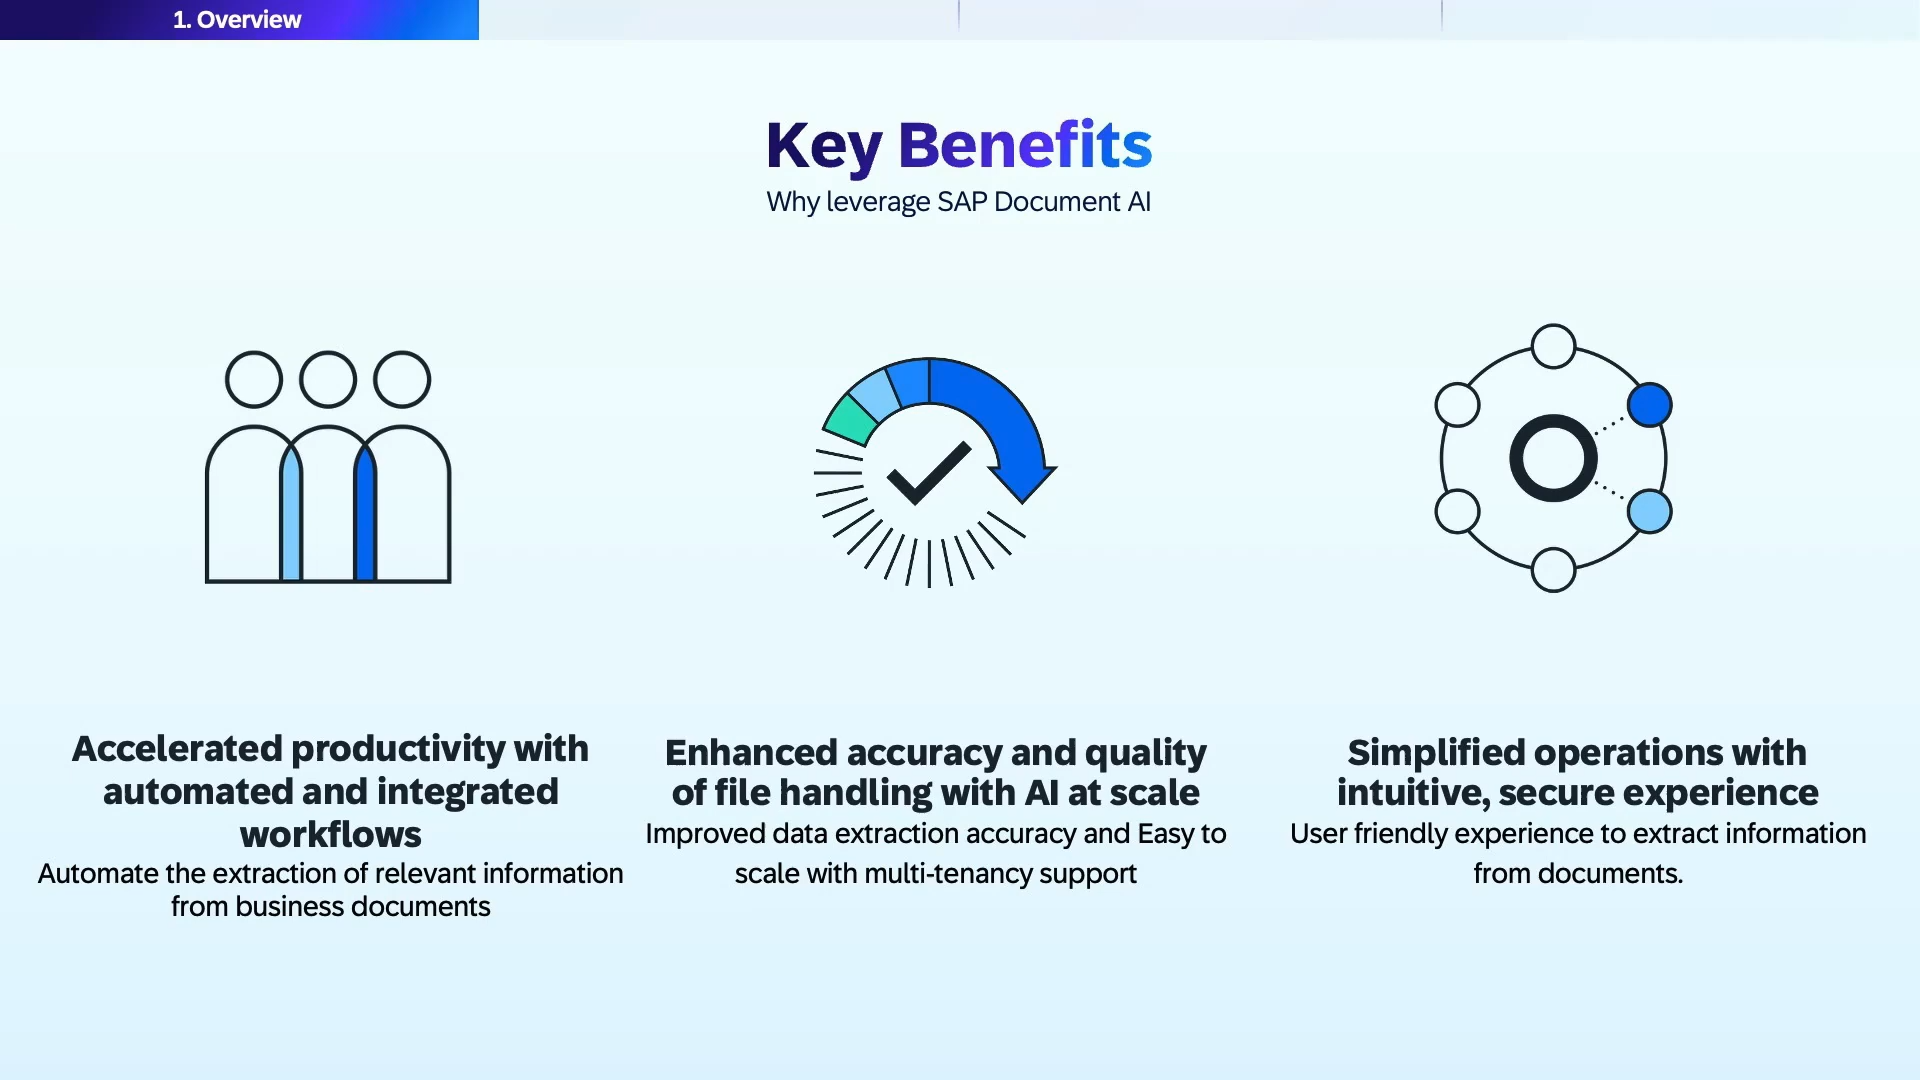 1. Overview
Key Benefits
Why leverage SAP Document AI
Accelerated productivity with
automated and integrated
workflows
Automate the extraction of relevant information
from business documents
Enhanced accuracy and quality
of file handling with AI at scale
Improved data extraction accuracy and Easy to
scale with multi-tenancy support
Simplified operations with
intuitive, secure experience
User friendly experience to extract information
from documents.